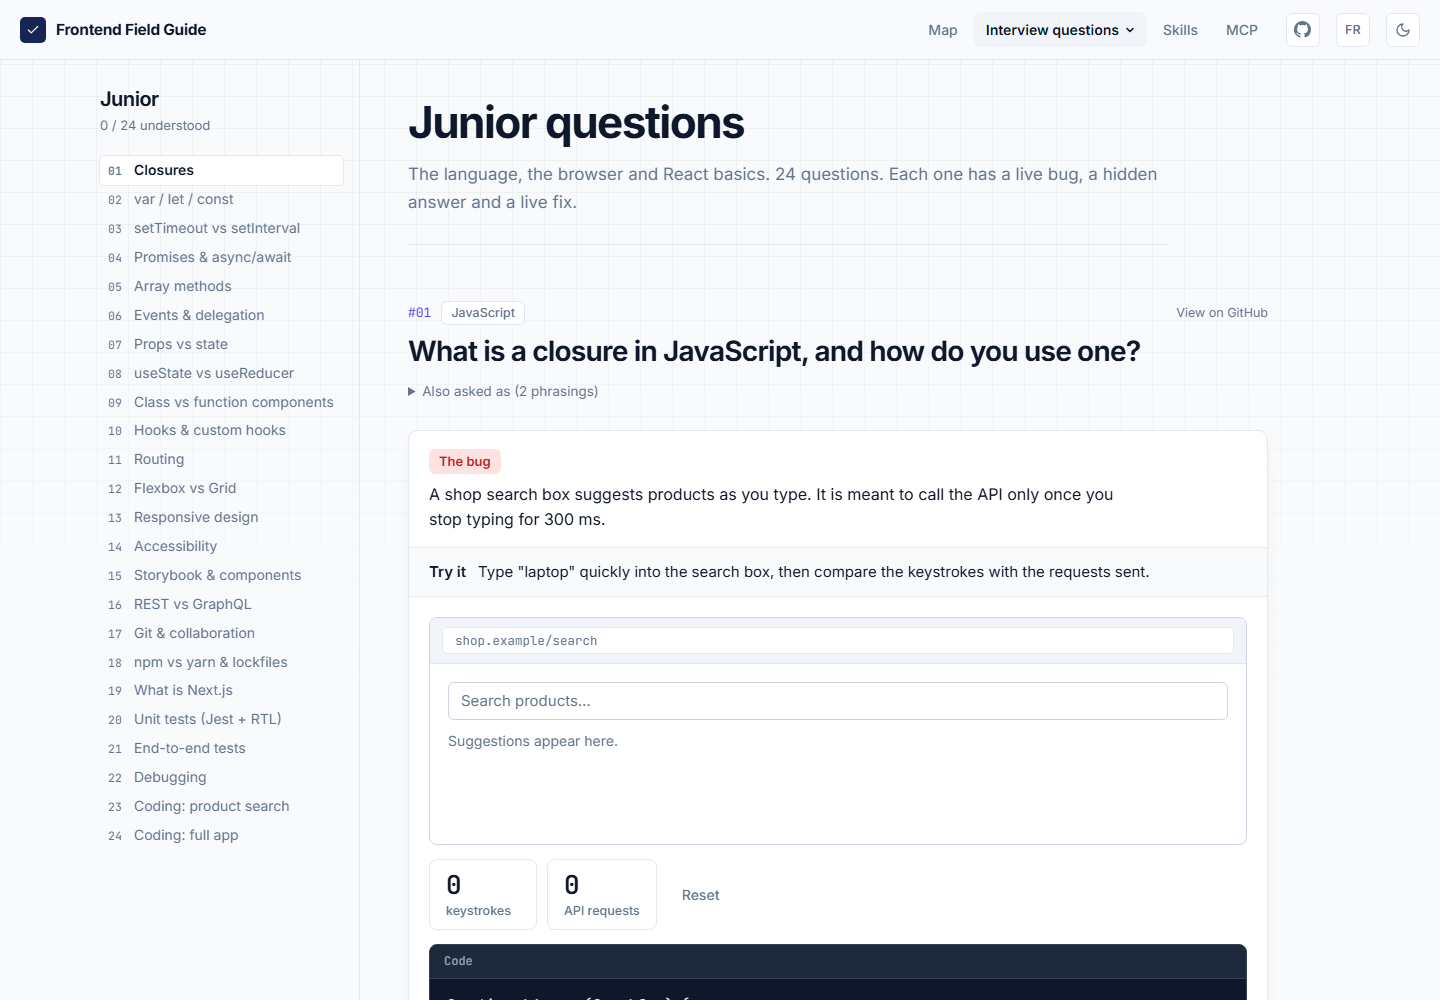 Frontend Field Guide
Map
Interview questions
Skills
MCP
FR
Junior
0 / 24 understood
01 Closures
02 var / let / const
03 setTimeout vs setInterval
04 Promises & async/await
05 Array methods
06 Events & delegation
07 Props vs state
08 useState vs useReducer
09 Class vs function components
10 Hooks & custom hooks
11 Routing
12 Flexbox vs Grid
13 Responsive design
14 Accessibility
15 Storybook & components
16 REST vs GraphQL
17 Git & collaboration
18 npm vs yarn & lockfiles
19 What is Next.js
20 Unit tests (Jest + RTL)
21 End-to-end tests
22 Debugging
23 Coding: product search
24 Coding: full app
Junior questions
The language, the browser and React basics. 24 questions. Each one has a live bug, a hidden
answer and a live fix.
#01 JavaScript
View on GitHub
What is a closure in JavaScript, and how do you use one?
Also asked as (2 phrasings)
The bug
A shop search box suggests products as you type. It is meant to call the API only once you
stop typing for 300 ms.
Try it Type "laptop" quickly into the search box, then compare the keystrokes with the requests sent.
shop.example/search
Search products...
Suggestions appear here.
0
keystrokes
0
API requests
Reset
Code